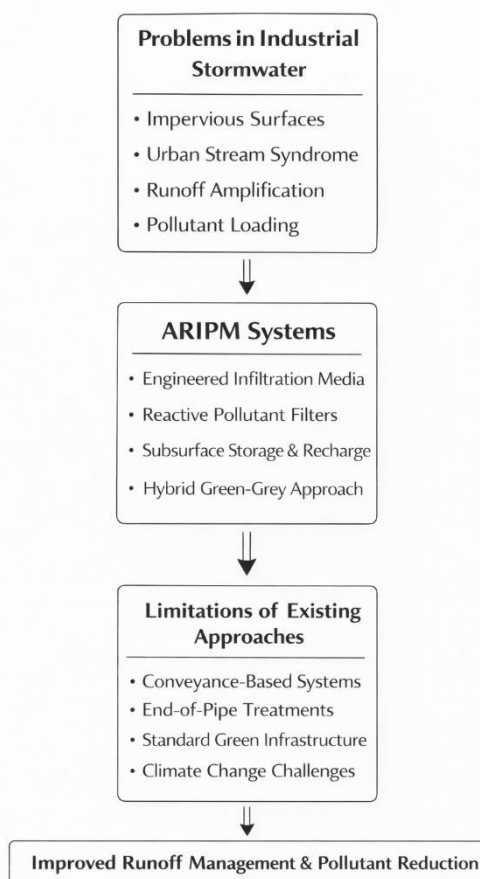 Problems in Industrial
Stormwater
• Impervious Surfaces
• Urban Stream Syndrome
• Runoff Amplification
• Pollutant Loading
ARIPM Systems
• Engineered Infiltration Media
• Reactive Pollutant Filters
• Subsurface Storage & Recharge
• Hybrid Green-Grey Approach
Limitations of Existing
Approaches
• Conveyance-Based Systems
• End-of-Pipe Treatments
• Standard Green Infrastructure
• Climate Change Challenges
Improved Runoff Management & Pollutant Reduction